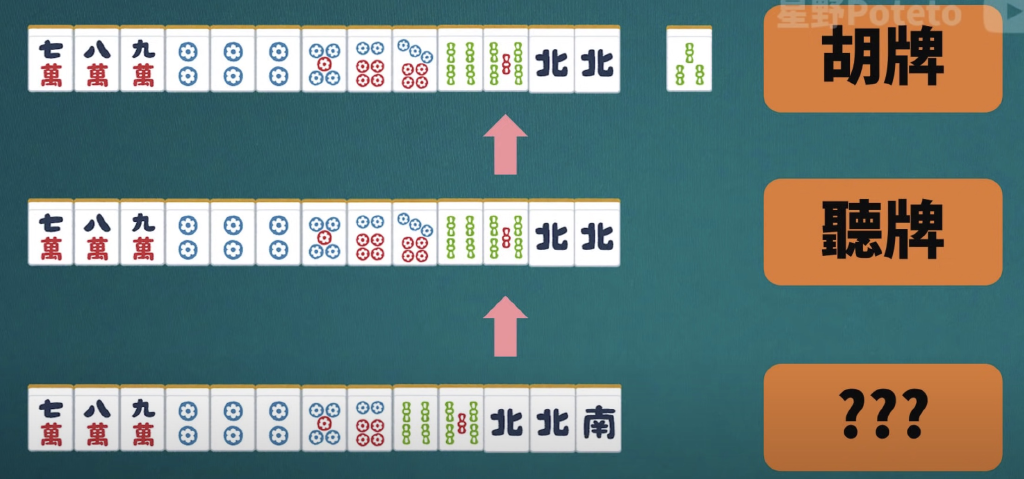 星野Poteto
七萬 八萬 九萬 北 北
胡牌
七萬 八萬 九萬 北 北
聽牌
七萬 八萬 九萬 北 北 南
???